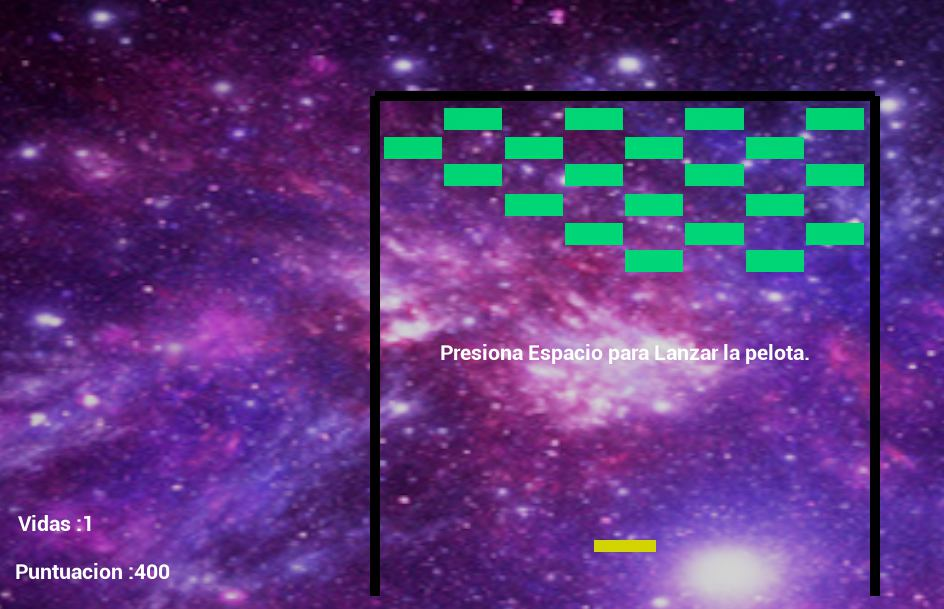 Presiona Espacio para Lanzar la pelota.
Vidas :1
Puntuacion :400